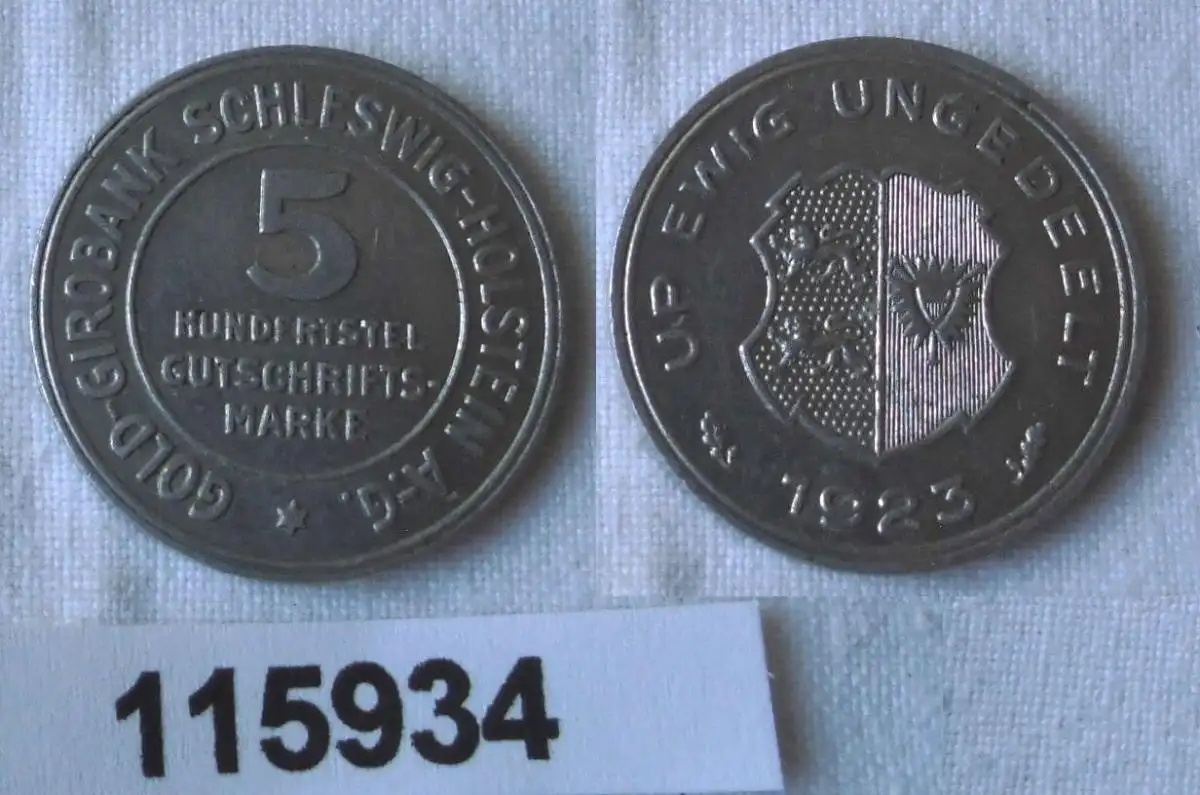 GOLD-GIROBANK SCHLESWIG-HOLSTEIN A.-G.
5
HUNDERTSTEL
GUTSCHRIFTS-
MARKE
UP EWIG UNGEDEELT
1923
115934